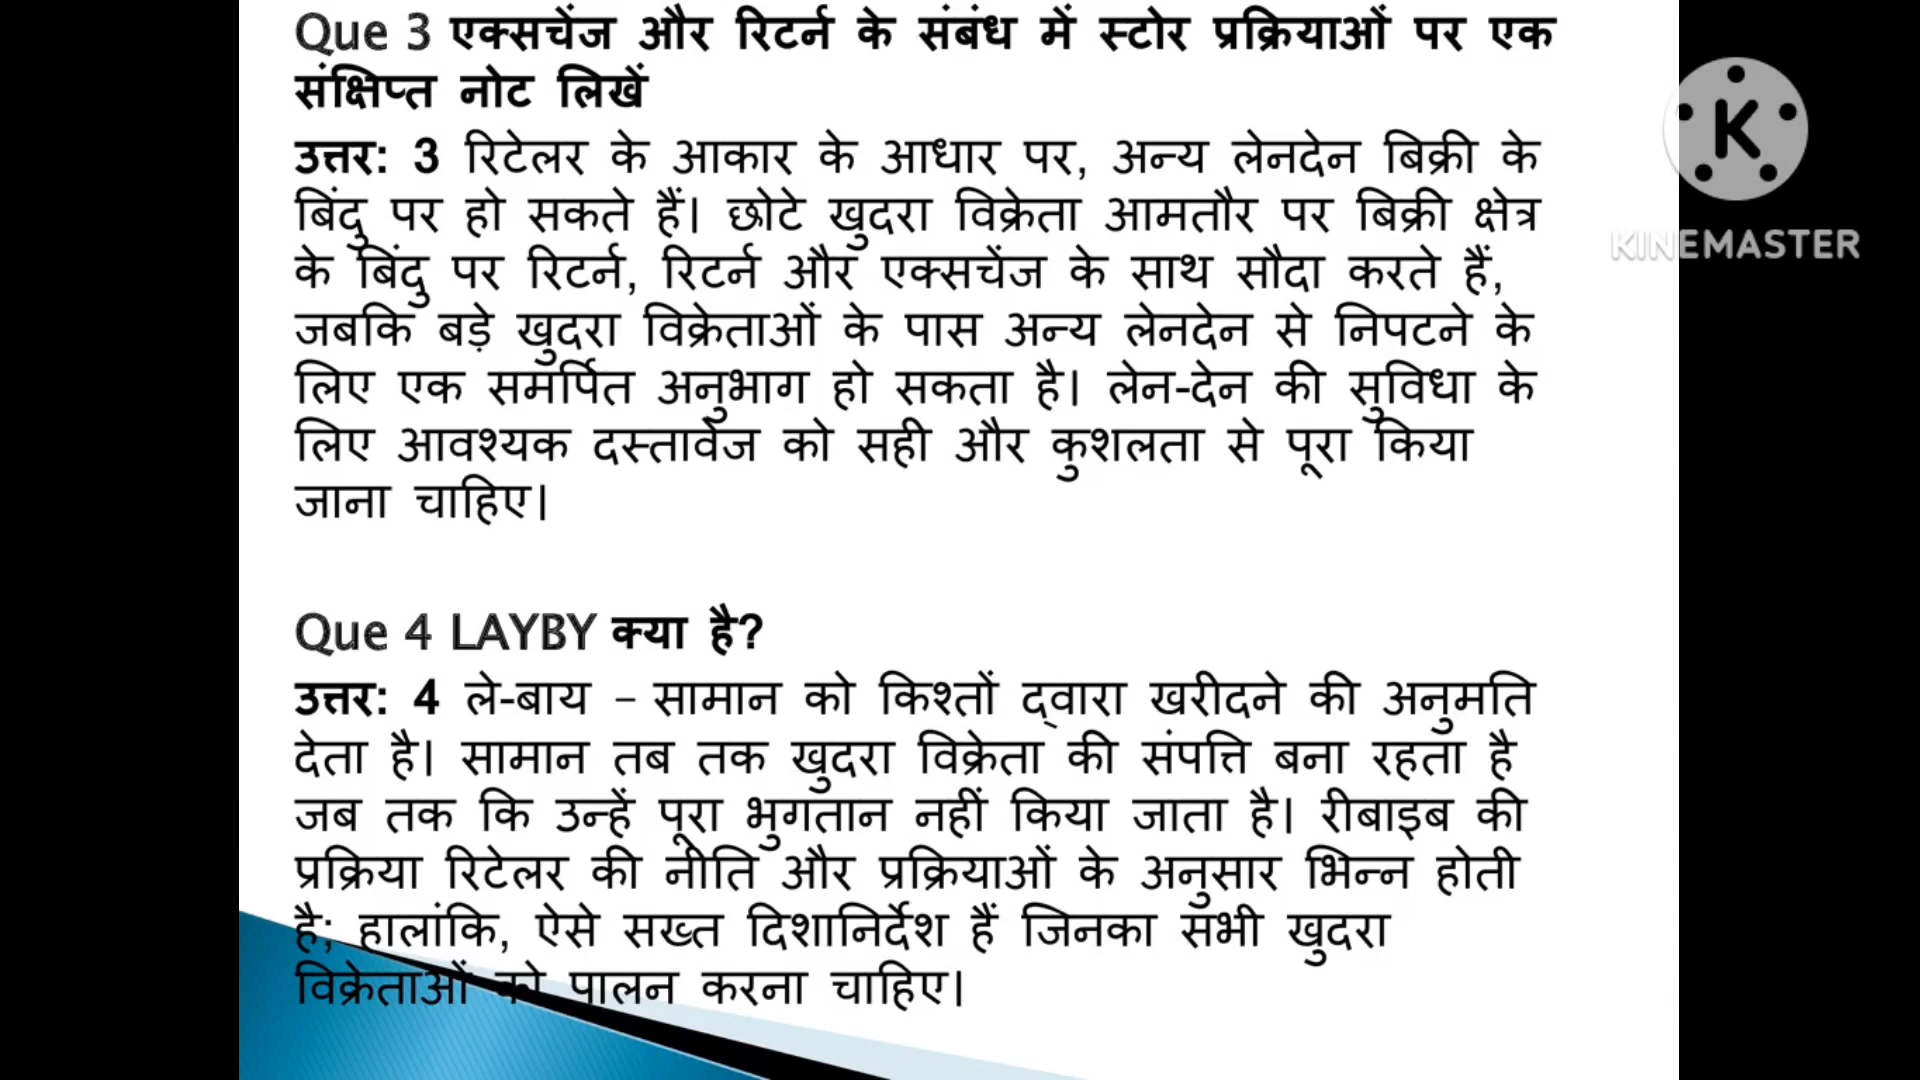 Que 3 एक्सचेंज और रिटर्न के संबंध में स्टोर प्रक्रियाओं पर एक
संक्षिप्त नोट लिखें
उत्तर: 3 रिटेलर के आकार के आधार पर, अन्य लेनदेन बिक्री के
बिंदु पर हो सकते हैं। छोटे खुदरा विक्रेता आमतौर पर बिक्री क्षेत्र
के बिंदु पर रिटर्न, रिटर्न और एक्सचेंज के साथ सौदा करते हैं,
जबकि बड़े खुदरा विक्रेताओं के पास अन्य लेनदेन से निपटने के
लिए एक समर्पित अनुभाग हो सकता है। लेन-देन की सुविधा के
लिए आवश्यक दस्तावेज को सही और कुशलता से पूरा किया
जाना चाहिए।
Que 4 LAYBY क्या है?
उत्तर: 4 ले-बाय – सामान को किश्तों द्वारा खरीदने की अनुमति
देता है। सामान तब तक खुदरा विक्रेता की संपत्ति बना रहता है
जब तक कि उन्हें पूरा भुगतान नहीं किया जाता है। रीबाइब की
प्रक्रिया रिटेलर की नीति और प्रक्रियाओं के अनुसार भिन्न होती
है; हालांकि, ऐसे सख्त दिशानिर्देश हैं जिनका सभी खुदरा
विक्रेताओं को पालन करना चाहिए।
K
KINEMASTER